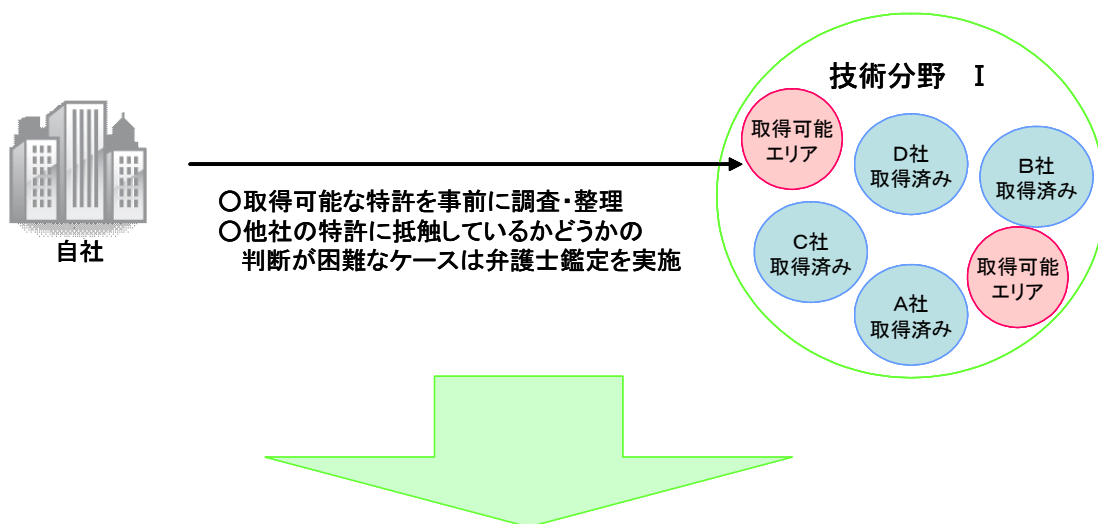 技術分野　Ⅰ
取得可能
エリア
D社
取得済み
B社
取得済み
○取得可能な特許を事前に調査・整理
○他社の特許に抵触しているかどうかの
判断が困難なケースは弁護士鑑定を実施
自社
C社
取得済み
取得可能
エリア
A社
取得済み